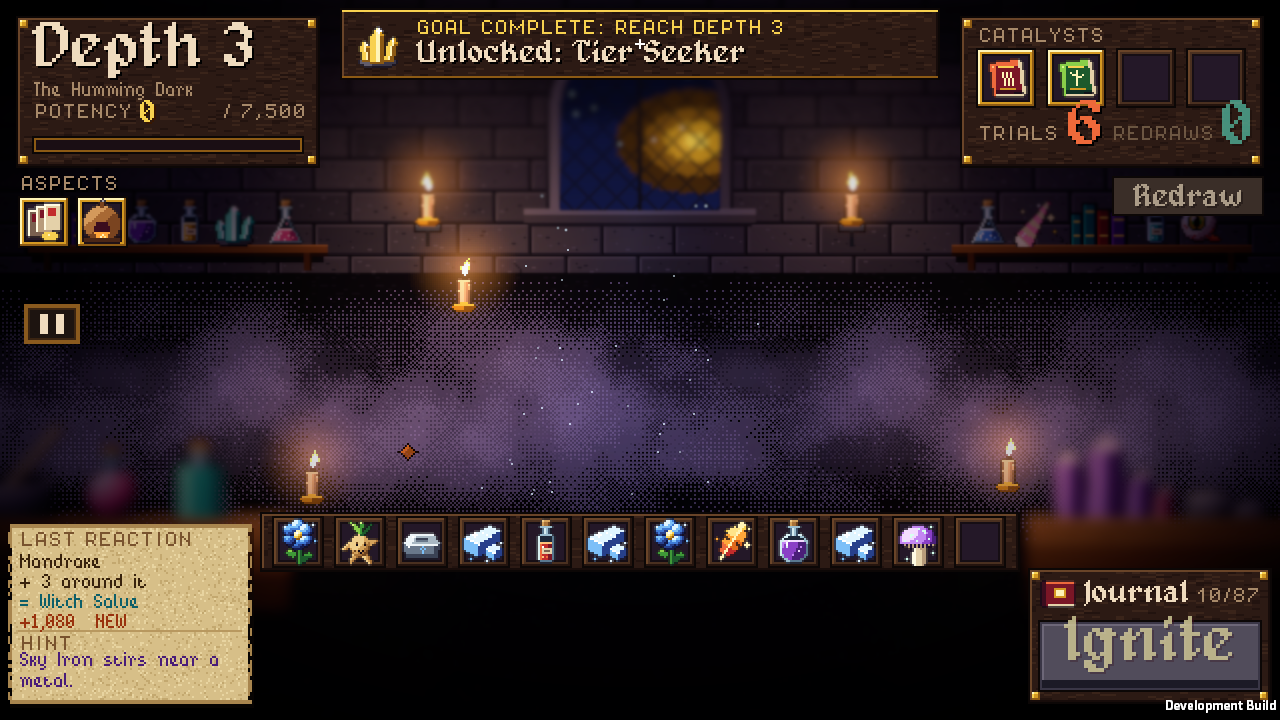 Depth 3
The Humming Dark
POTENCY 0 / 7,500
ASPECTS
GOAL COMPLETE: REACH DEPTH 3
Unlocked: Tier Seeker
CATALYSTS
TRIALS 6 REDRAWS 0
Redraw
LAST REACTION
Mandrake
+ 3 around it
= Witch Salve
+1,080 NEW
HINT
Sky Iron stirs near a
metal.
Journal 10/87
Ignite
Development Build